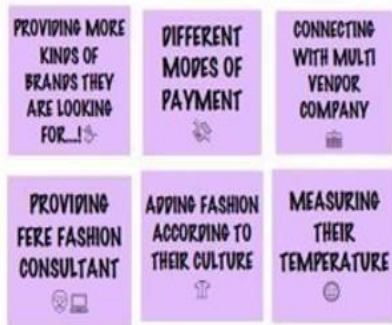 PROVIDING MORE
KINDS OF
BRANDS THEY
ARE LOOKING
FOR...!
DIFFERENT
MODES OF
PAYMENT
CONNECTING
WITH MULTI
VENDOR
COMPANY
PROVIDING
FERE FASHION
CONSULTANT
ADDING FASHION
ACCORDING TO
THEIR CULTURE
MEASURING
THEIR
TEMPERATURE